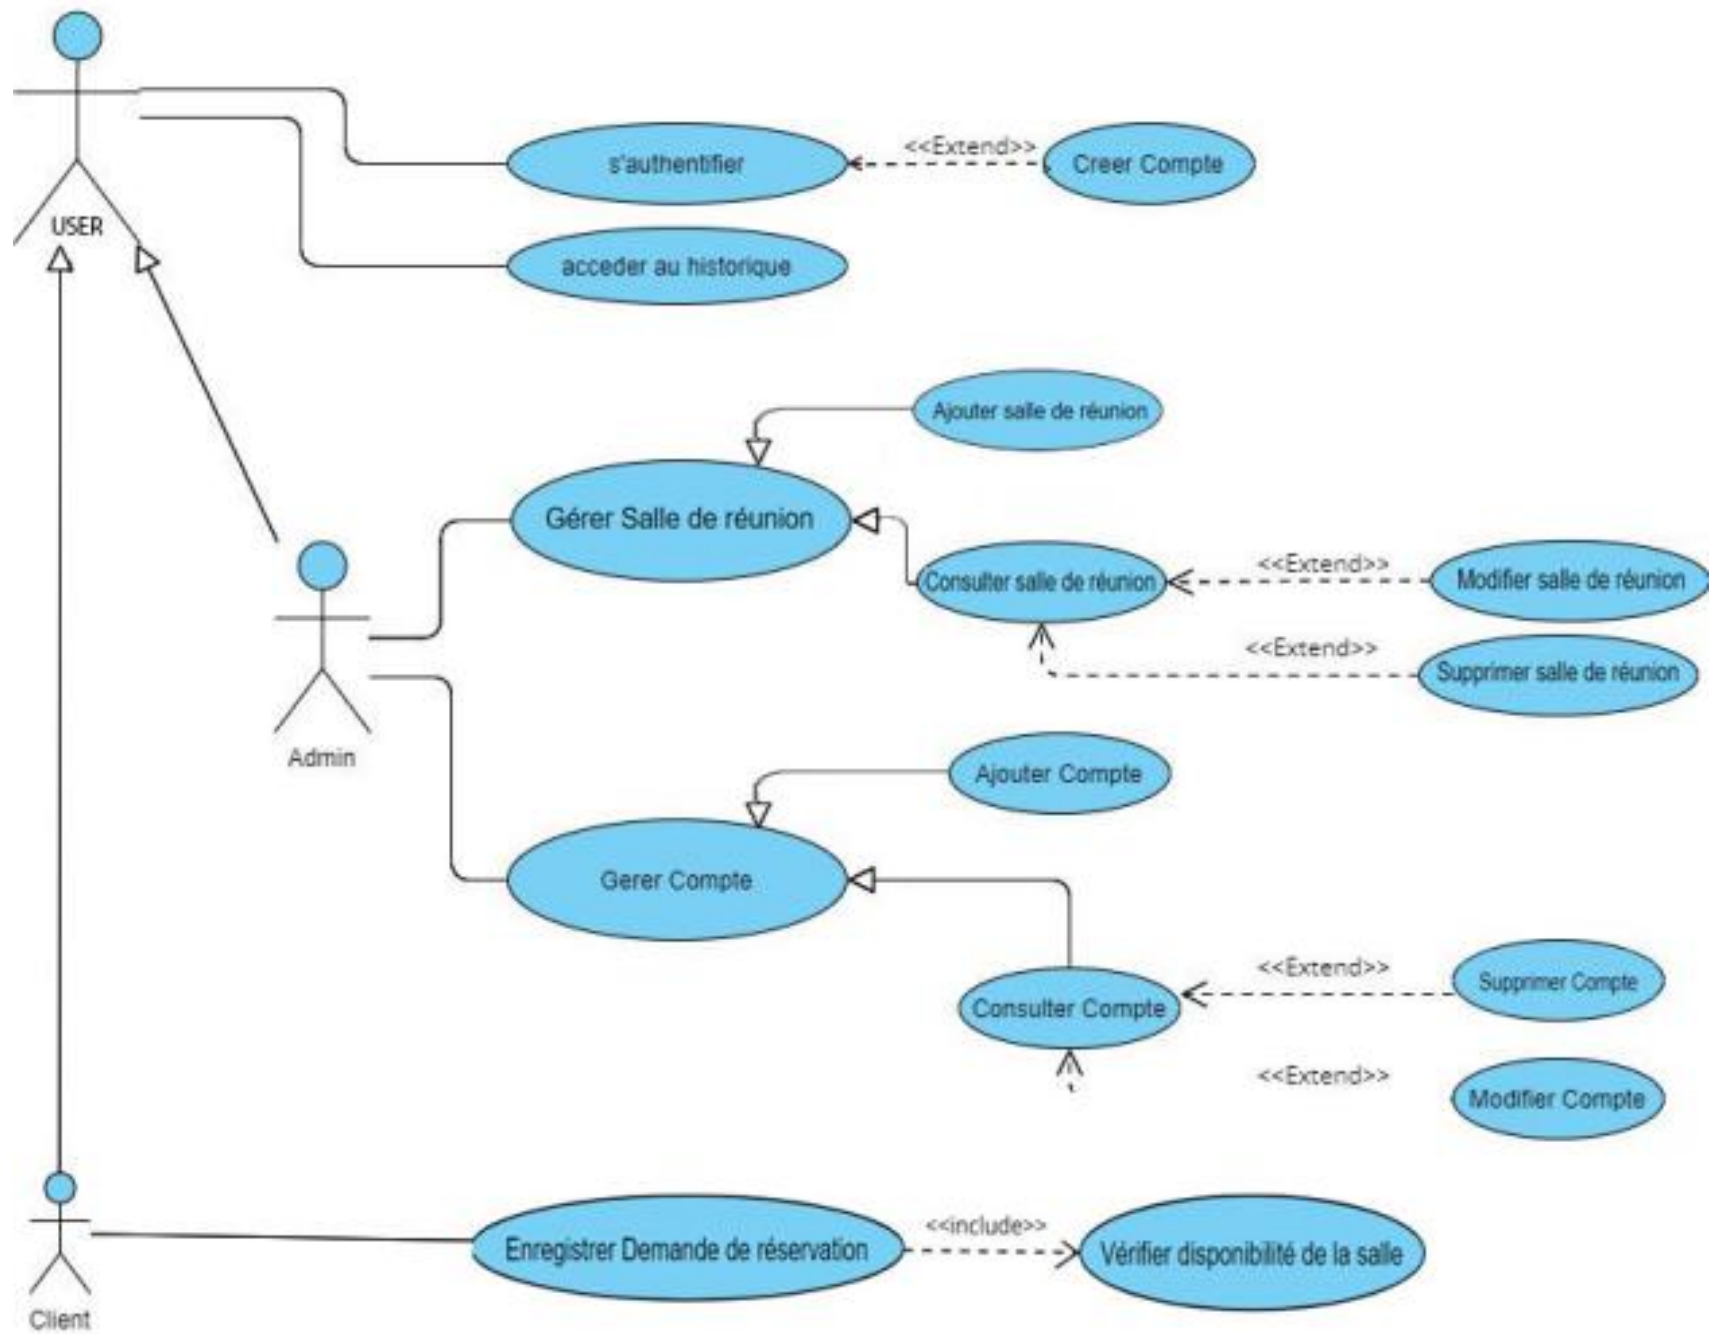 USER
s'authentifier
<<Extend>>
Creer Compte
acceder au historique
Ajouter salle de réunion
Gérer Salle de réunion
Consulter salle de réunion
<<Extend>>
Modifier salle de réunion
<<Extend>>
Supprimer salle de réunion
Admin
Ajouter Compte
Gerer Compte
Consulter Compte
<<Extend>>
Supprimer Compte
<<Extend>>
Modifier Compte
Enregistrer Demande de réservation
<<include>>
Vérifier disponibilité de la salle
Client